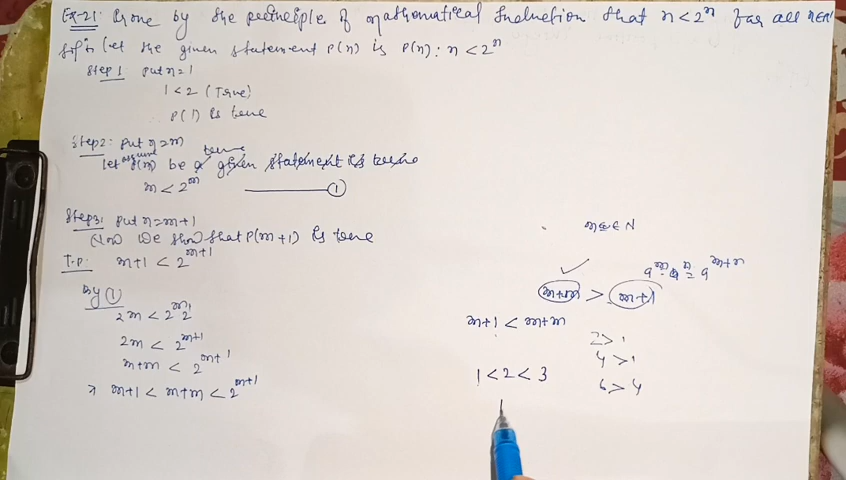 Ex-21: Prove by the principle of mathematical Induction that n < 2^n for all n∈N
Sol^n: Let the given statement P(n) is P(n): n < 2^n
Step 1: Put n=1
1 < 2 (True)
P(1) is true
Step 2: Put n=m
Let assume P(m) be true
m < 2^m ——— ①
Step 3: Put n=m+1
Now we show that P(m+1) is true
T.P: m+1 < 2^{m+1}
By ①
2m < 2^m 2^1
2m < 2^{m+1}
m+m < 2^{m+1}
⇒ m+1 < m+m < 2^{m+1}
m ∈ N
a^m · a^n = a^{m+n}
✓
m+m > m+1
m+1 < m+m
2 > 1
4 > 1
6 > 4
1 < 2 < 3
1